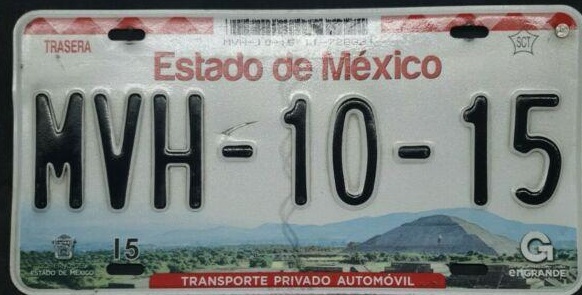 TRASERA
SCT
Estado de México
MVH-10-15
15
ESTADO DE MÉXICO
G
enGRANDE
TRANSPORTE PRIVADO AUTOMÓVIL